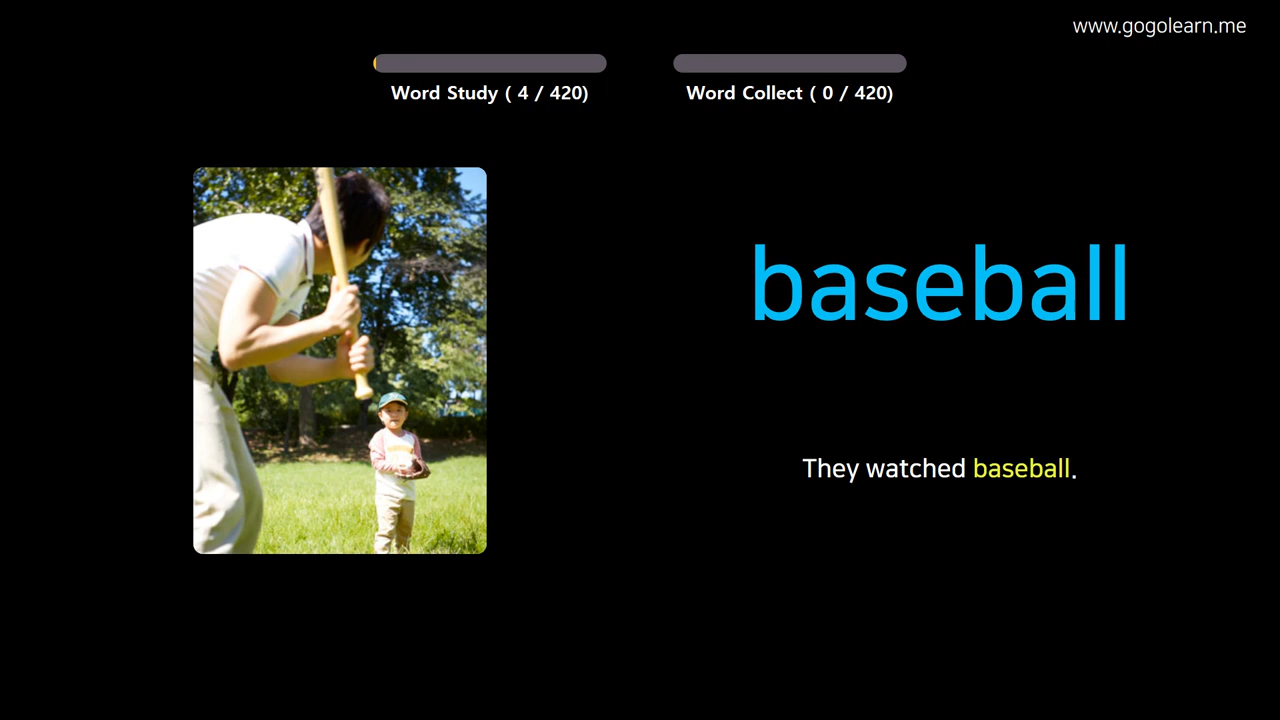 www.gogolearn.me
Word Study ( 4 / 420)
Word Collect ( 0 / 420)
baseball
They watched baseball.